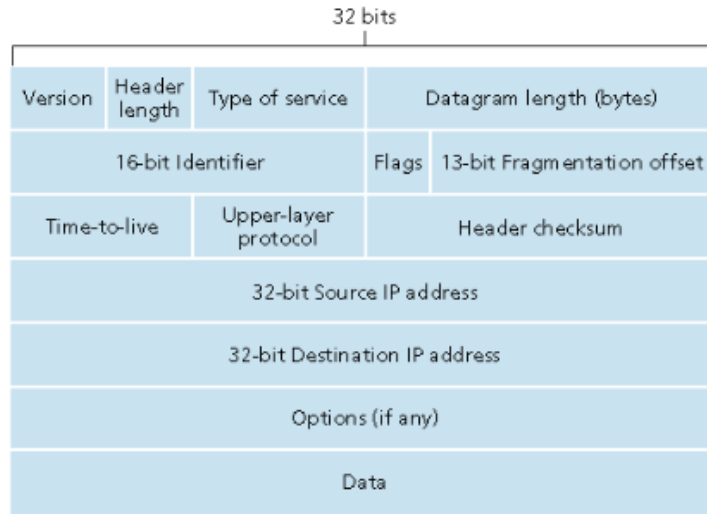 32 bits
Version
Header
length
Type of service
Datagram length (bytes)
16-bit Identifier
Flags
13-bit Fragmentation offset
Time-to-live
Upper-layer
protocol
Header checksum
32-bit Source IP address
32-bit Destination IP address
Options (if any)
Data